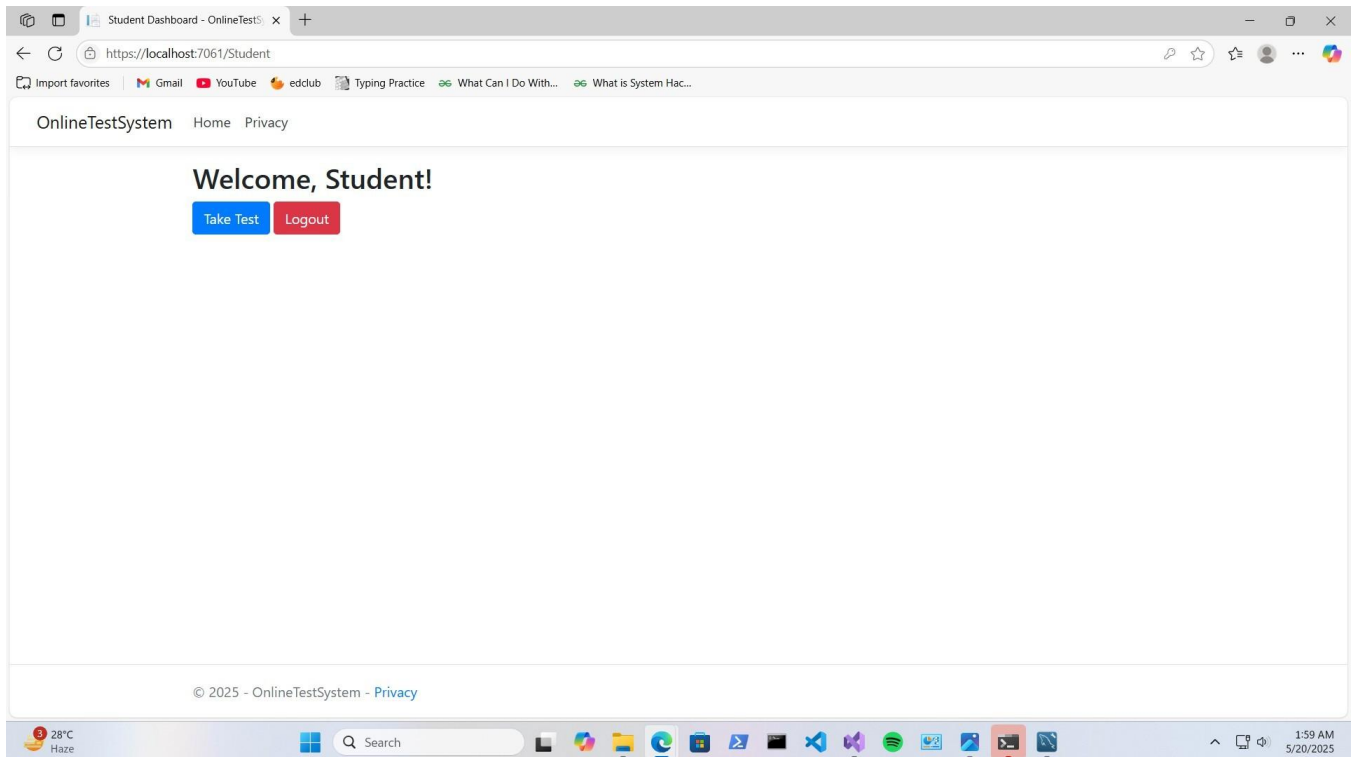 Student Dashboard - OnlineTestS
https://localhost:7061/Student
Import favorites Gmail YouTube edclub Typing Practice What Can I Do With... What is System Hac...
OnlineTestSystem Home Privacy
Welcome, Student!
Take Test Logout
© 2025 - OnlineTestSystem - Privacy
3 28°C
Haze
Search
1:59 AM
5/20/2025